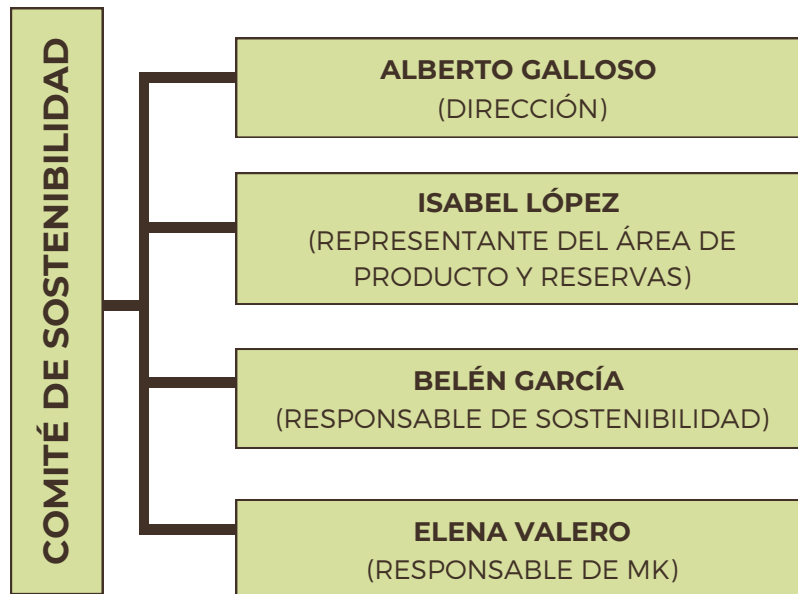 COMITÉ DE SOSTENIBILIDAD
ALBERTO GALLOSO
(DIRECCIÓN)
ISABEL LÓPEZ
(REPRESENTANTE DEL ÁREA DE
PRODUCTO Y RESERVAS)
BELÉN GARCÍA
(RESPONSABLE DE SOSTENIBILIDAD)
ELENA VALERO
(RESPONSABLE DE MK)